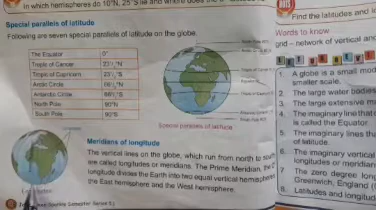 In which hemispheres do 10°N, 25°S lie and where does the
HOTS
Find the latitudes and lo
Special parallels of latitude
Following are seven special parallels of latitude on the globe.
The Equator 0°
Tropic of Cancer 23½°N
Tropic of Capricorn 23½°S
Arctic Circle 66½°N
Antarctic Circle 66½°S
North Pole 90°N
South Pole 90°S
Special parallels of latitude
Meridians of longitude
The vertical lines on the globe, which run from north to south
are called longitudes or meridians. The Prime Meridian, the 0°
longitude divides the Earth into two equal vertical hemispheres
the East hemisphere and the West hemisphere.
Words to know
grid – network of vertical and
1. A globe is a small mod
smaller scale.
2. The large water bodies
3. The large extensive m
4. The imaginary line that
is called the Equator.
5. The imaginary lines tha
of latitude.
6. The imaginary vertical
longitudes or meridian
7. The zero degree long
Greenwich, England (
8. Latitudes and longitud